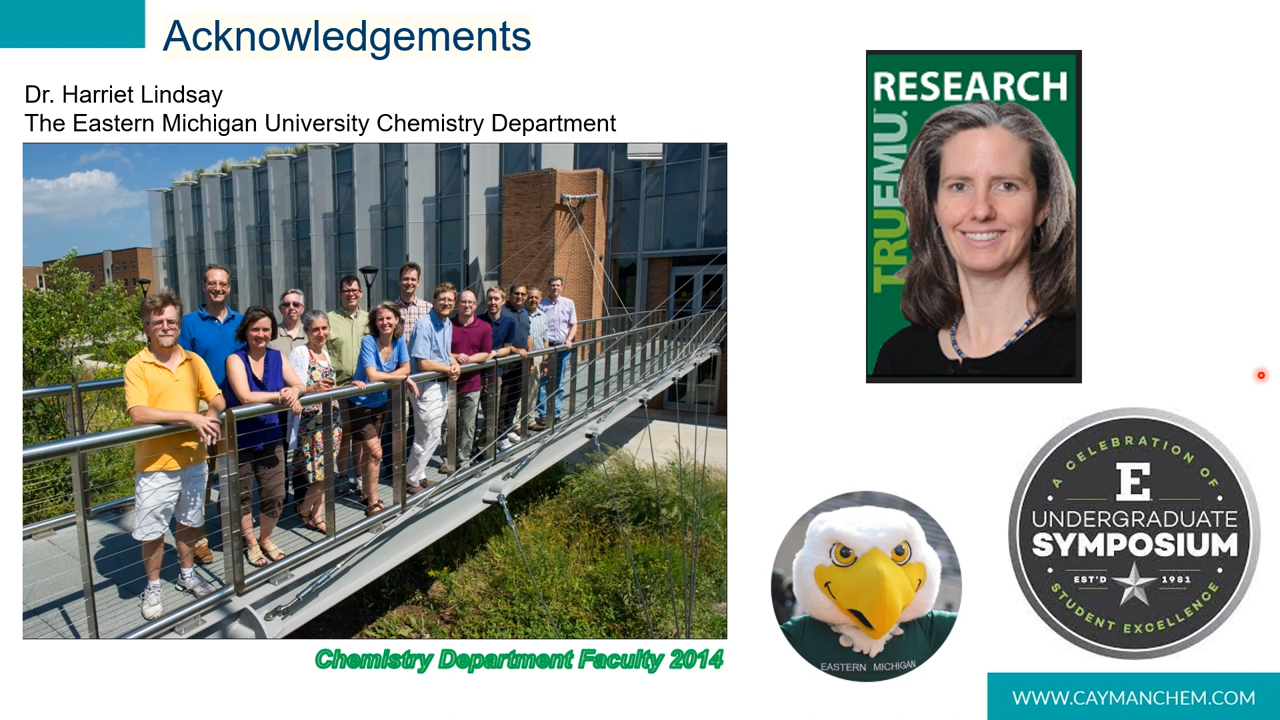 Acknowledgements
Dr. Harriet Lindsay
The Eastern Michigan University Chemistry Department
RESEARCH
TRUEMU.
Chemistry Department Faculty 2014
EASTERN MICHIGAN
A CELEBRATION OF
E
UNDERGRADUATE
SYMPOSIUM
EST'D 1981
STUDENT EXCELLENCE
WWW.CAYMANCHEM.COM